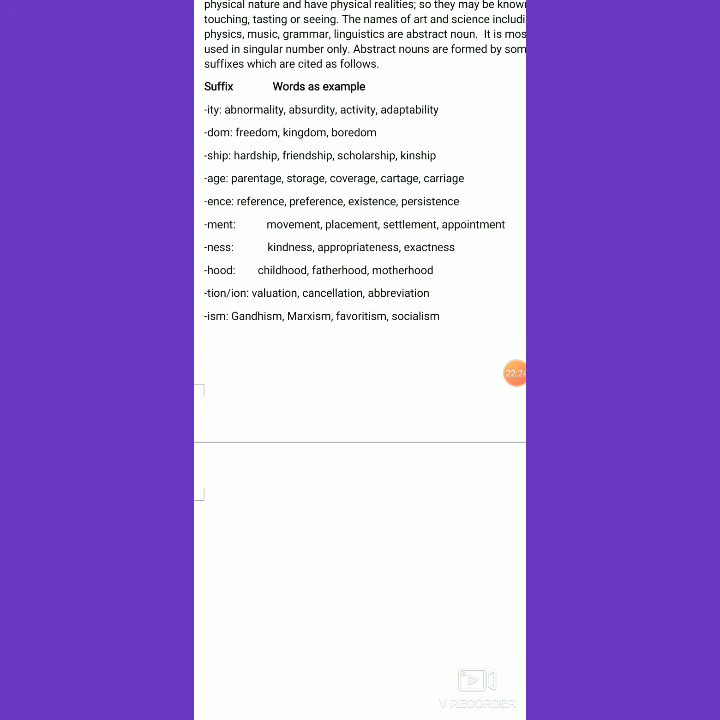 physical nature and have physical realities; so they may be known
touching, tasting or seeing. The names of art and science includi
physics, music, grammar, linguistics are abstract noun.  It is mos
used in singular number only. Abstract nouns are formed by som
suffixes which are cited as follows.
Suffix Words as example
-ity: abnormality, absurdity, activity, adaptability
-dom: freedom, kingdom, boredom
-ship: hardship, friendship, scholarship, kinship
-age: parentage, storage, coverage, cartage, carriage
-ence: reference, preference, existence, persistence
-ment: movement, placement, settlement, appointment
-ness: kindness, appropriateness, exactness
-hood: childhood, fatherhood, motherhood
-tion/ion: valuation, cancellation, abbreviation
-ism: Gandhism, Marxism, favoritism, socialism
22:24
V RECORDER